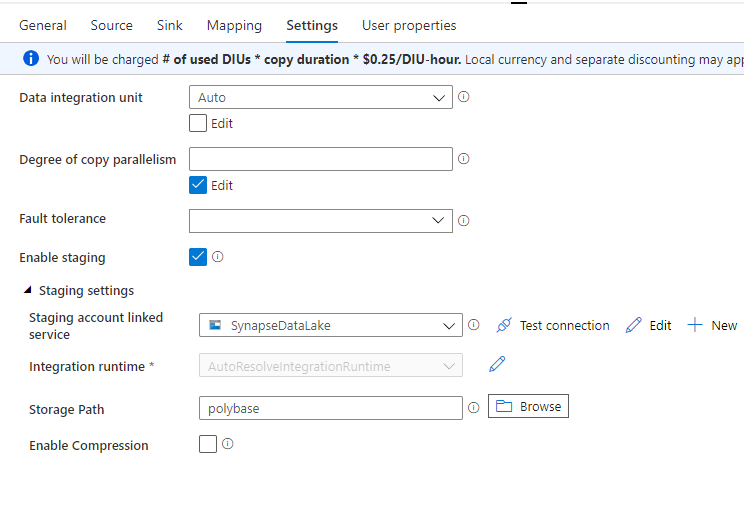 General Source Sink Mapping Settings User properties
You will be charged # of used DIUs * copy duration * $0.25/DIU-hour. Local currency and separate discounting may app
Data integration unit Auto
Edit
Degree of copy parallelism
Edit
Fault tolerance
Enable staging
Staging settings
Staging account linked service SynapseDataLake Test connection Edit New
Integration runtime * AutoResolveIntegrationRuntime
Storage Path polybase Browse
Enable Compression